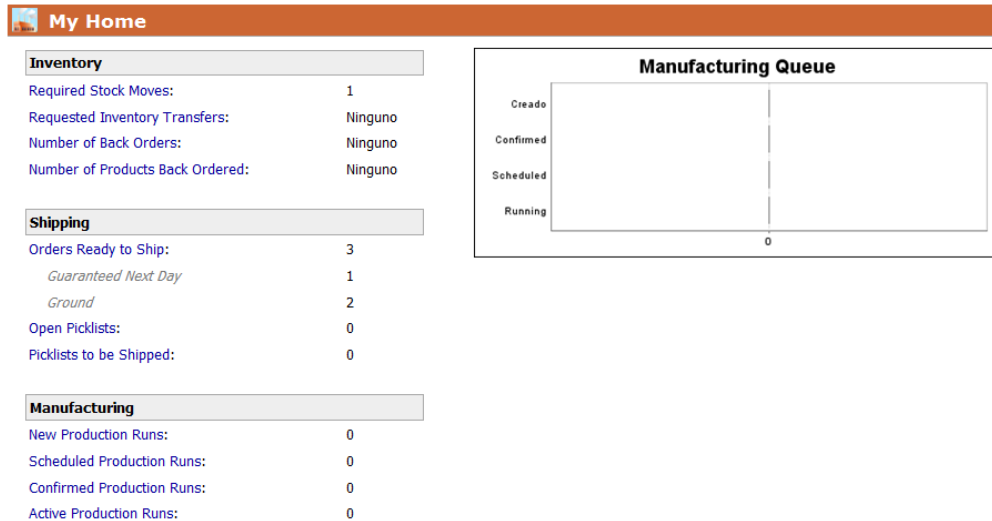 My Home
Inventory
Required Stock Moves: 1
Requested Inventory Transfers: Ninguno
Number of Back Orders: Ninguno
Number of Products Back Ordered: Ninguno
Shipping
Orders Ready to Ship: 3
Guaranteed Next Day 1
Ground 2
Open Picklists: 0
Picklists to be Shipped: 0
Manufacturing
New Production Runs: 0
Scheduled Production Runs: 0
Confirmed Production Runs: 0
Active Production Runs: 0
Manufacturing Queue
Creado
Confirmed
Scheduled
Running
0